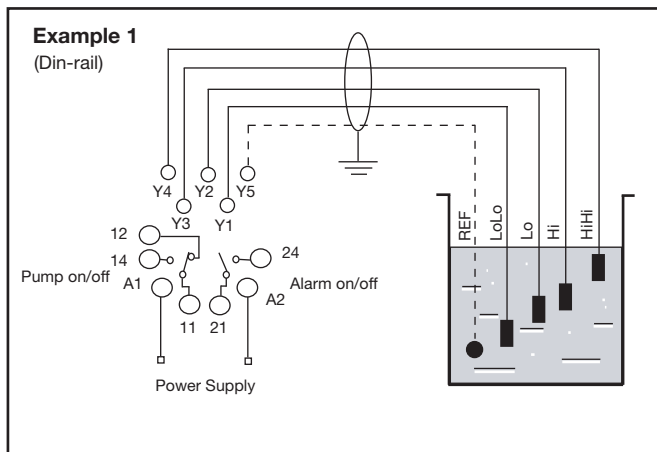 Example 1
(Din-rail)
Y4
Y2
Y5
Y3
Y1
12
14
24
Pump on/off
A1
A2
Alarm on/off
11
21
Power Supply
REF
LoLo
Lo
Hi
HiHi